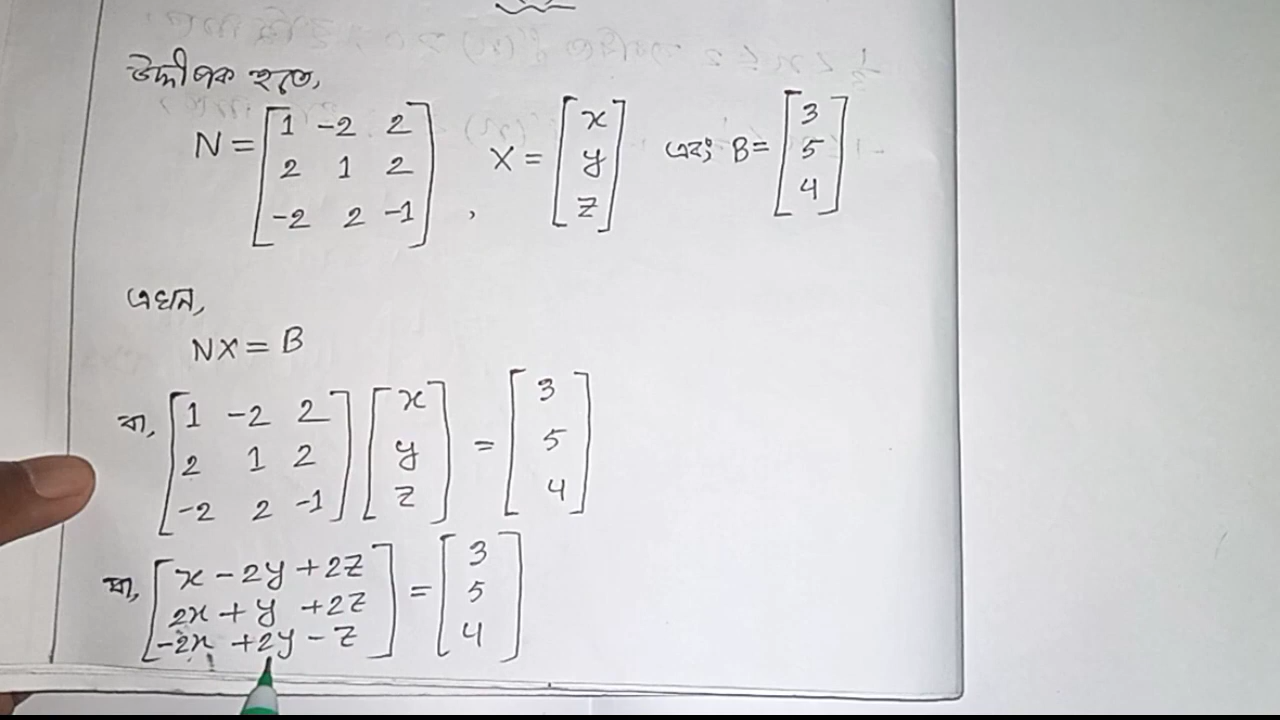 উদ্দীপক হতে,
N = [1 -2 2; 2 1 2; -2 2 -1], X = [x; y; z] এবং B = [3; 5; 4]
এখন,
NX = B
বা, [1 -2 2; 2 1 2; -2 2 -1] [x; y; z] = [3; 5; 4]
বা, [x - 2y + 2z; 2x + y + 2z; -2x + 2y - z] = [3; 5; 4]